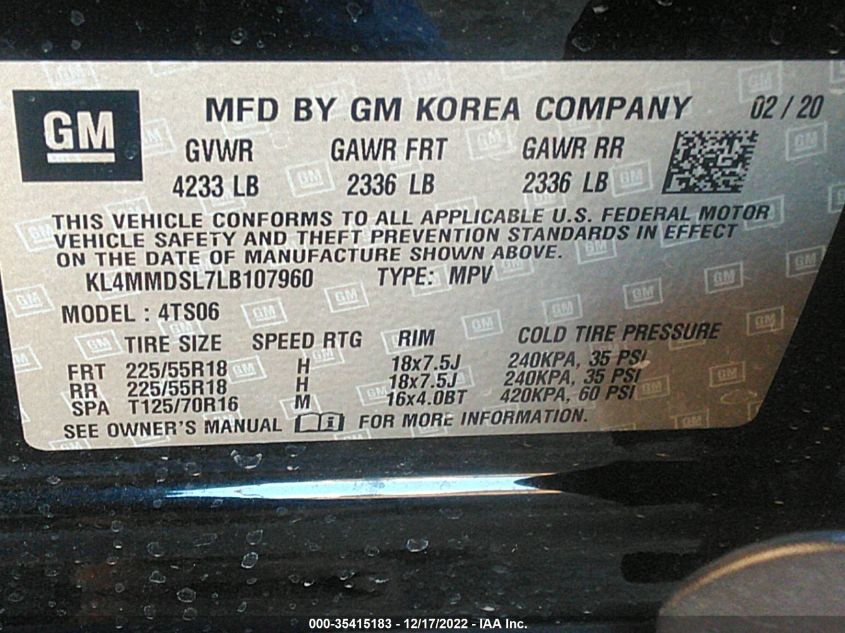 GM MFD BY GM KOREA COMPANY 02/20
GVWR GAWR FRT GAWR RR
4233 LB 2336 LB 2336 LB
THIS VEHICLE CONFORMS TO ALL APPLICABLE U.S. FEDERAL MOTOR
VEHICLE SAFETY AND THEFT PREVENTION STANDARDS IN EFFECT
ON THE DATE OF MANUFACTURE SHOWN ABOVE.
KL4MMDSL7LB107960 TYPE: MPV
MODEL : 4TS06
TIRE SIZE SPEED RTG RIM COLD TIRE PRESSURE
FRT 225/55R18 H 18x7.5J 240KPA, 35 PSI
RR 225/55R18 H 18x7.5J 240KPA, 35 PSI
SPA T125/70R16 M 16x4.0BT 420KPA, 60 PSI
SEE OWNER'S MANUAL FOR MORE INFORMATION.
000-35415183 - 12/17/2022 - IAA Inc.